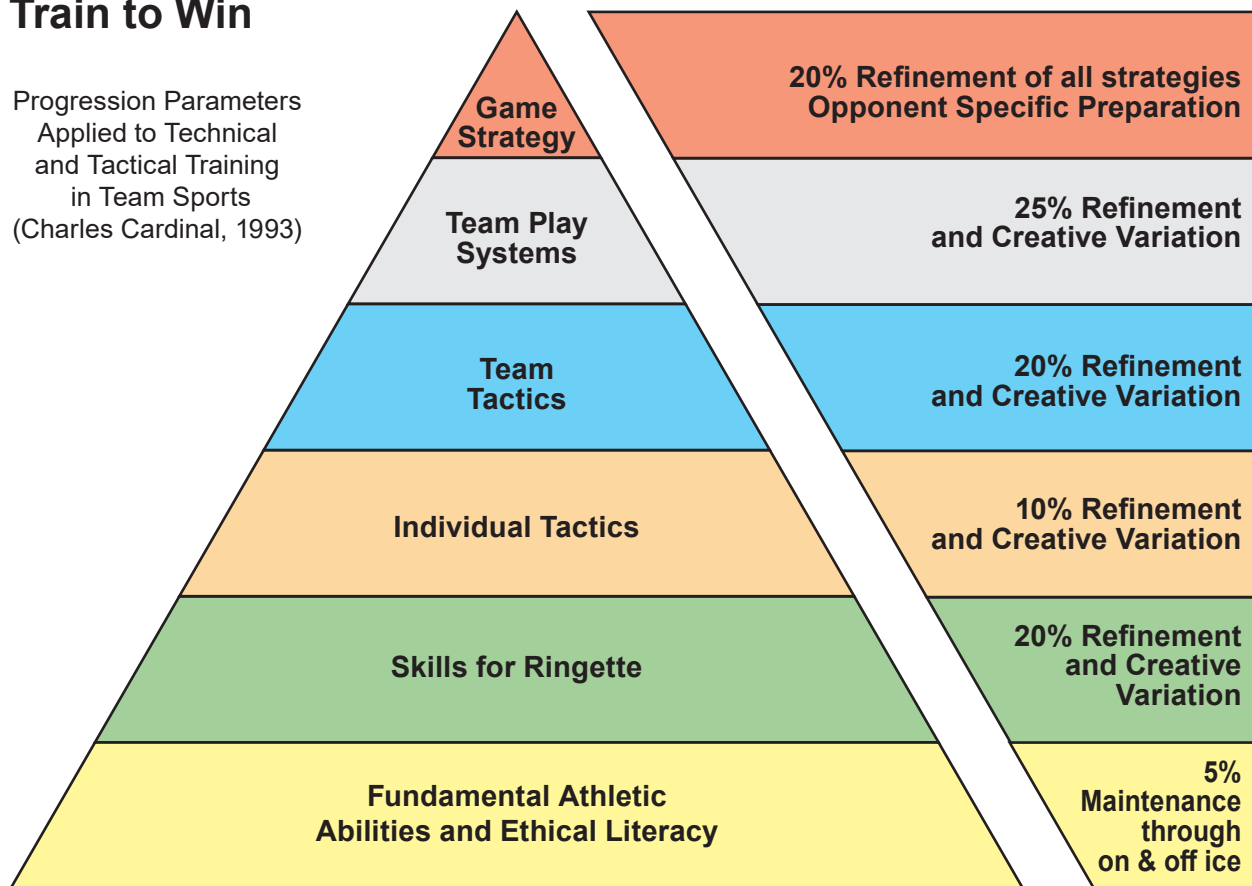 Train to Win
Progression Parameters
Applied to Technical
and Tactical Training
in Team Sports
(Charles Cardinal, 1993)
Game
Strategy
20% Refinement of all strategies
Opponent Specific Preparation
Team Play
Systems
25% Refinement
and Creative Variation
Team
Tactics
20% Refinement
and Creative Variation
Individual Tactics
10% Refinement
and Creative Variation
Skills for Ringette
20% Refinement
and Creative
Variation
Fundamental Athletic
Abilities and Ethical Literacy
5%
Maintenance
through
on & off ice